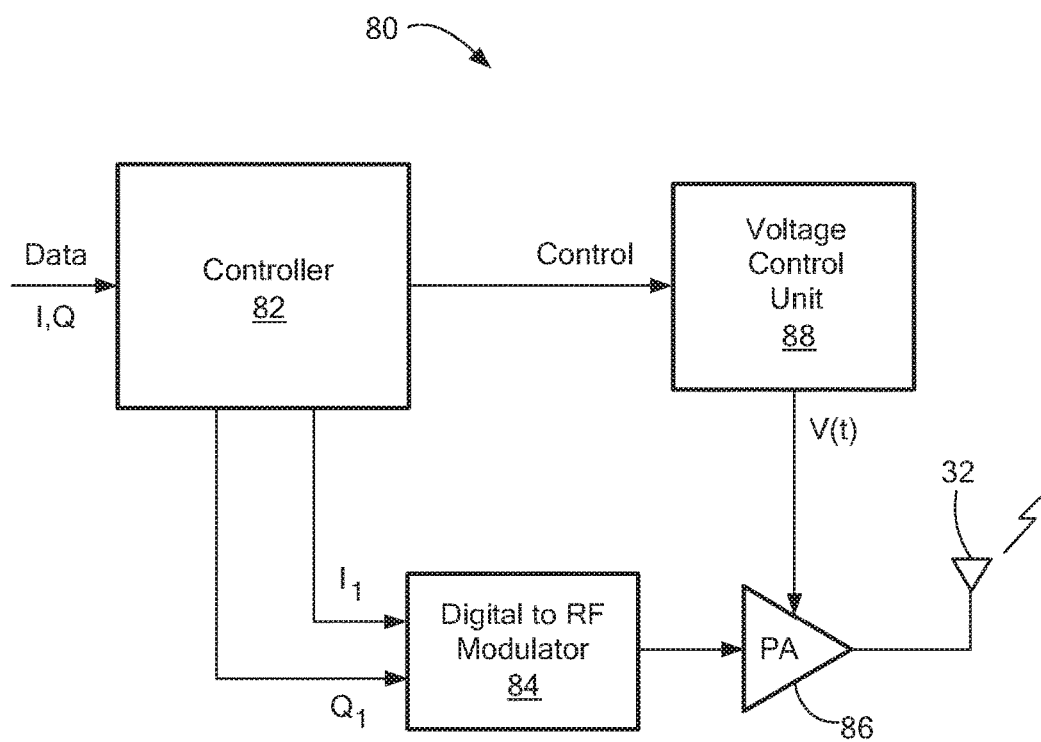 80
Data
I,Q
Controller
82
Control
Voltage
Control
Unit
88
V(t)
32
I1
Q1
Digital to RF
Modulator
84
PA
86